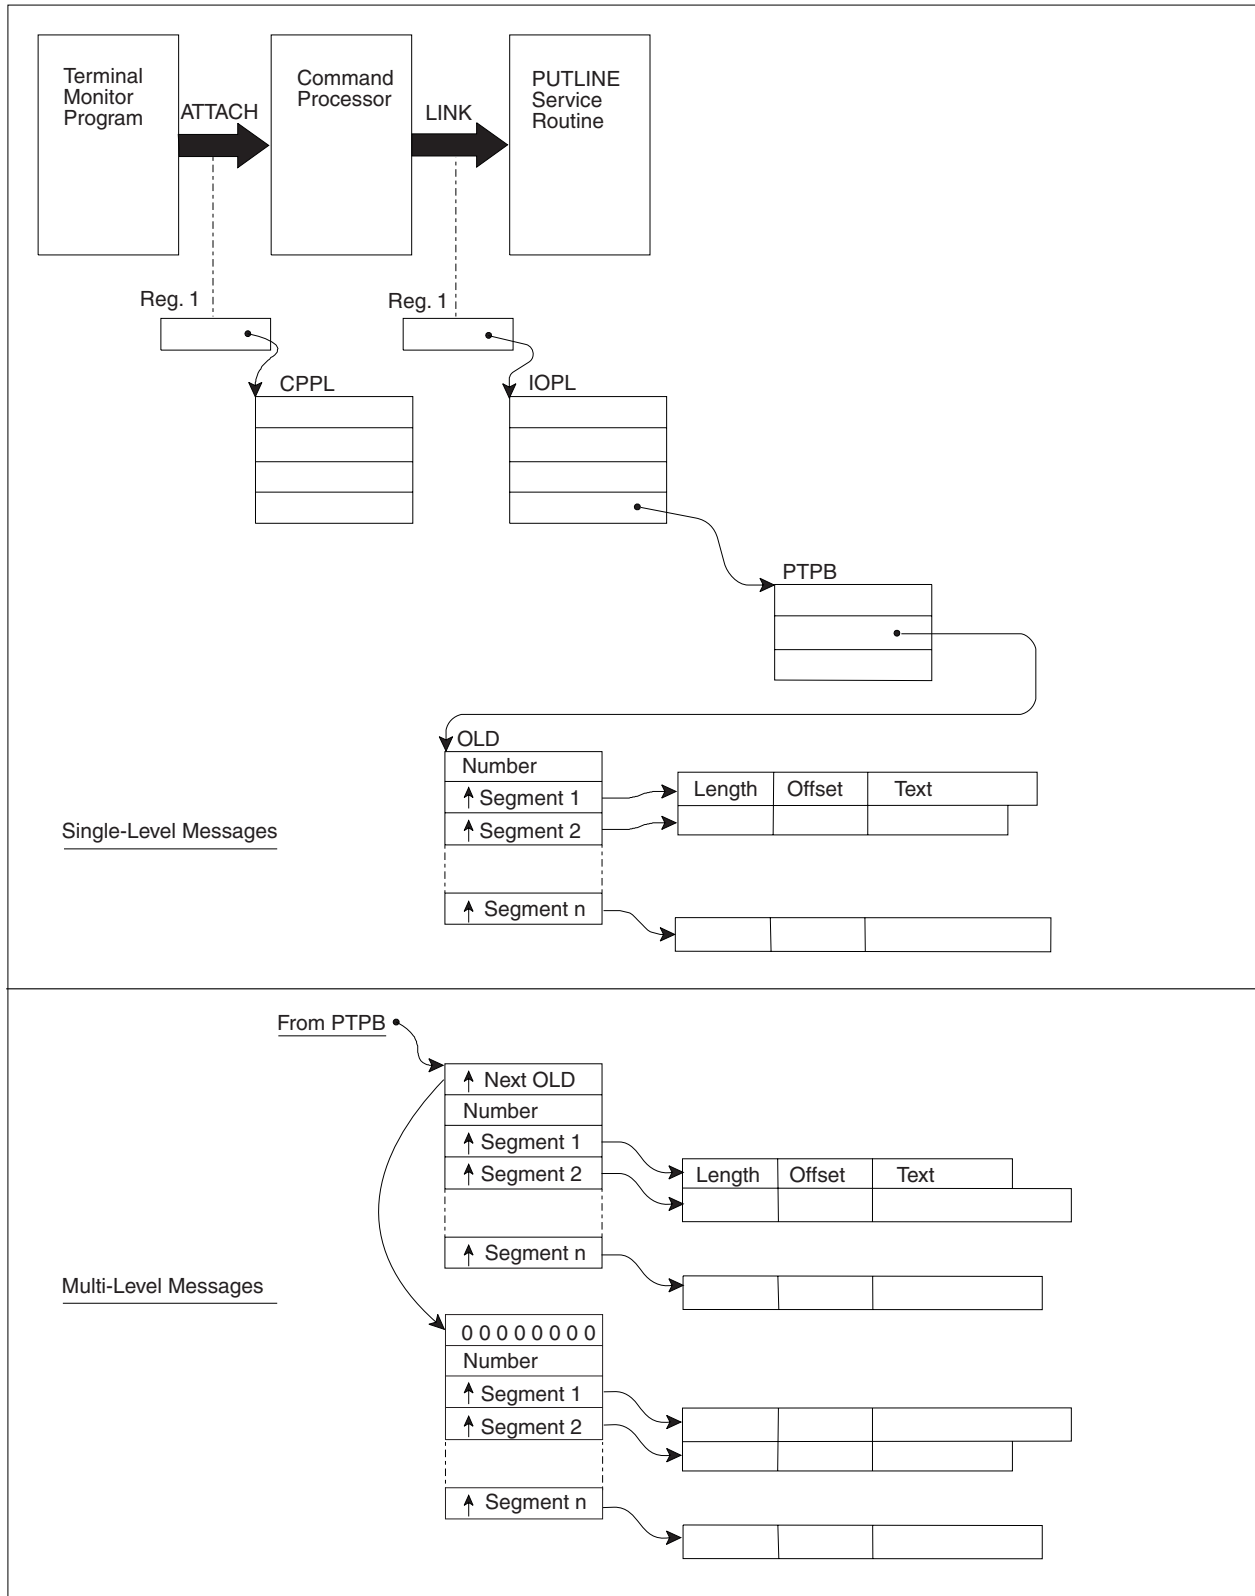 Terminal
Monitor
Program
ATTACH
Command
Processor
LINK
PUTLINE
Service
Routine
Reg. 1
Reg. 1
CPPL
IOPL
PTPB
OLD
Number
Segment 1
Length Offset Text
Segment 2
Single-Level Messages
Segment n
From PTPB
Next OLD
Number
Segment 1
Segment 2
Length Offset Text
Segment n
Multi-Level Messages
0 0 0 0 0 0 0 0
Number
Segment 1
Segment 2
Segment n